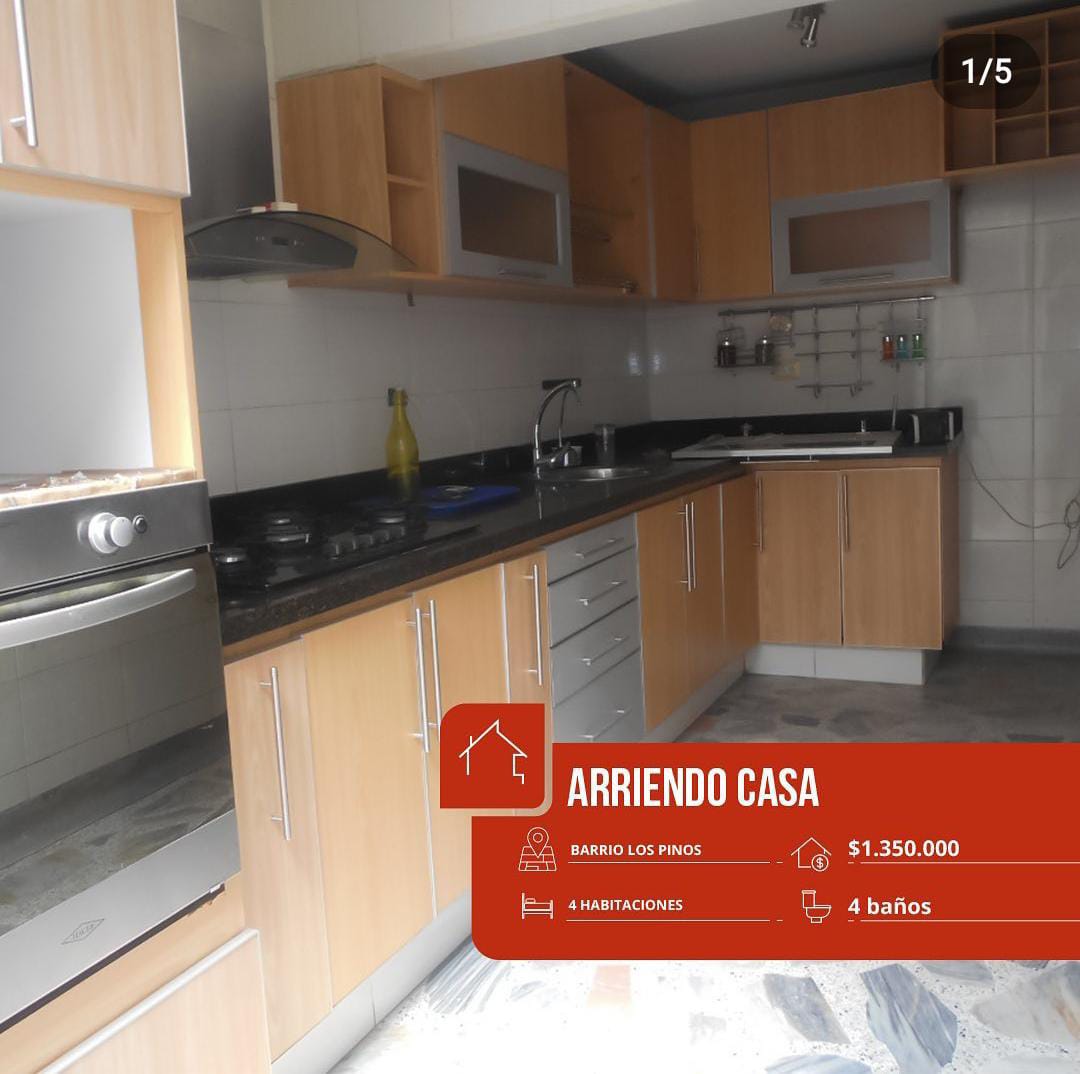 1/5
ARRIENDO CASA
BARRIO LOS PINOS
$1.350.000
4 HABITACIONES
4 baños